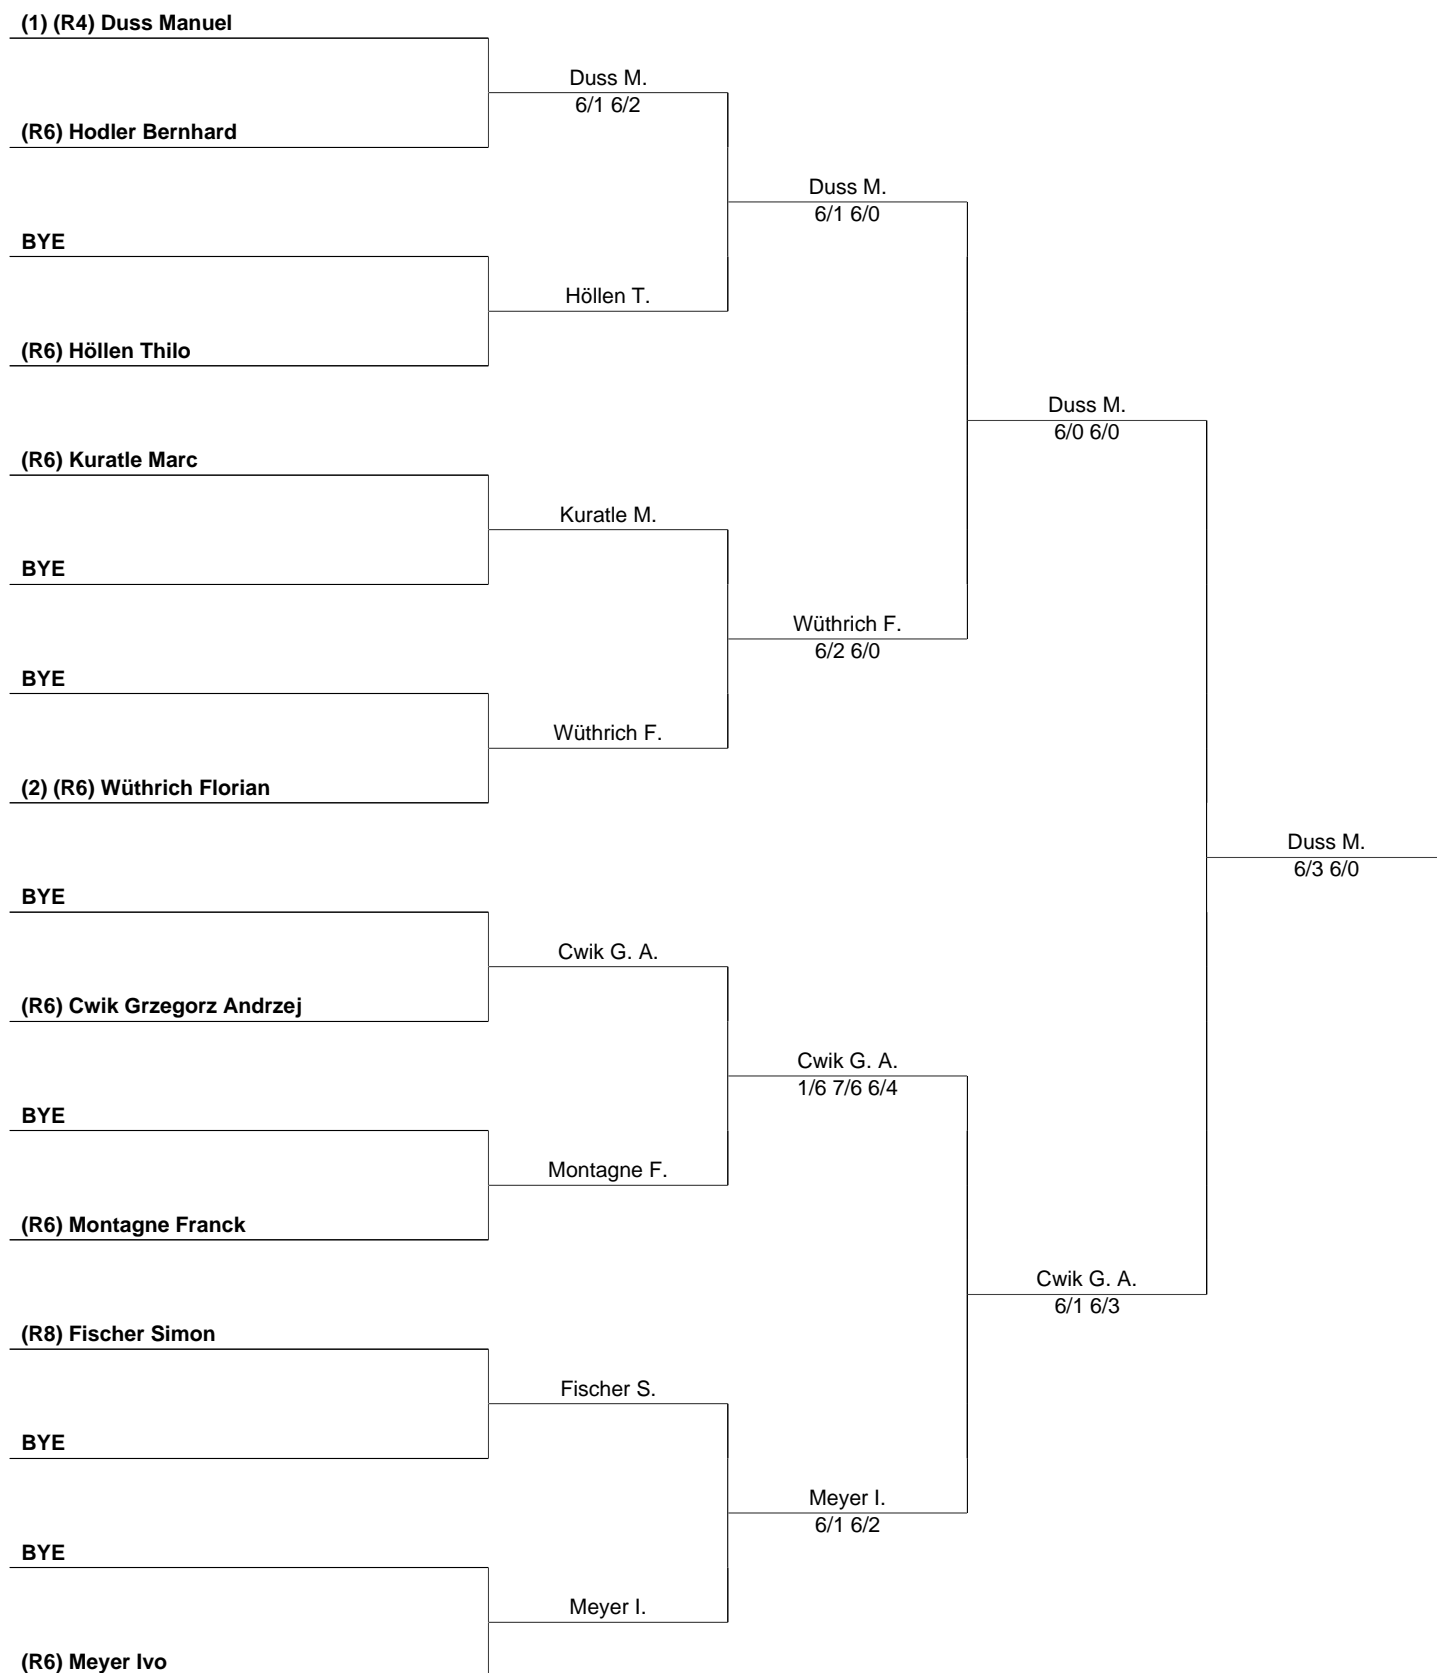 (1) (R4) Duss Manuel
Duss M.
6/1 6/2
(R6) Hodler Bernhard
Duss M.
6/1 6/0
BYE
Höllen T.
(R6) Höllen Thilo
Duss M.
6/0 6/0
(R6) Kuratle Marc
Kuratle M.
BYE
Wüthrich F.
6/2 6/0
BYE
Wüthrich F.
(2) (R6) Wüthrich Florian
Duss M.
6/3 6/0
BYE
Cwik G. A.
(R6) Cwik Grzegorz Andrzej
Cwik G. A.
1/6 7/6 6/4
BYE
Montagne F.
(R6) Montagne Franck
Cwik G. A.
6/1 6/3
(R8) Fischer Simon
Fischer S.
BYE
Meyer I.
6/1 6/2
BYE
Meyer I.
(R6) Meyer Ivo